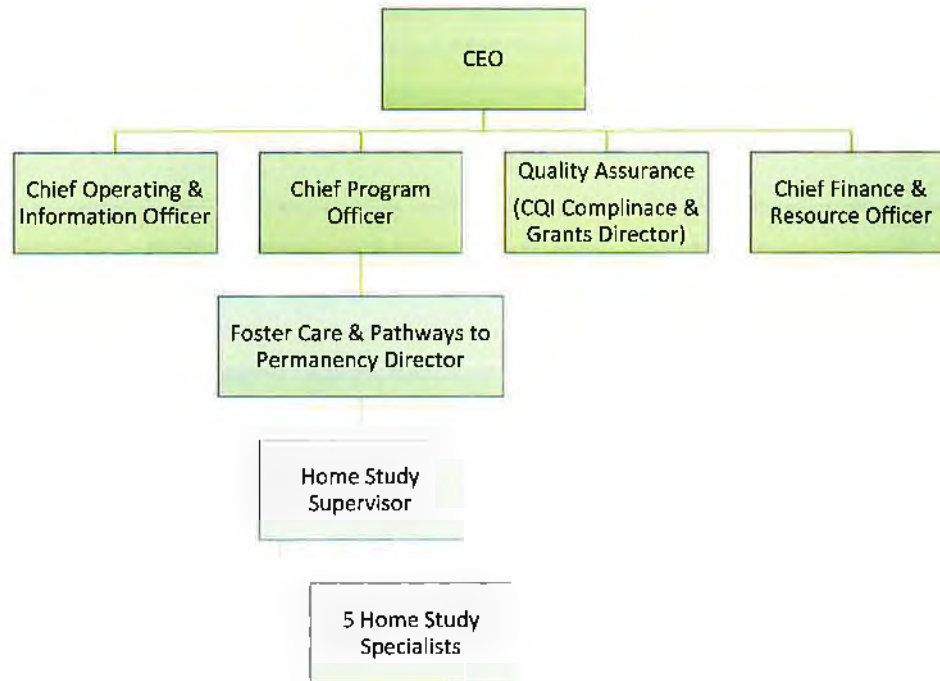 CEO
Chief Operating &
Information Officer
Chief Program
Officer
Quality Assurance
(CQI Complinace &
Grants Director)
Chief Finance &
Resource Officer
Foster Care & Pathways to
Permanency Director
Home Study
Supervisor
5 Home Study
Specialists